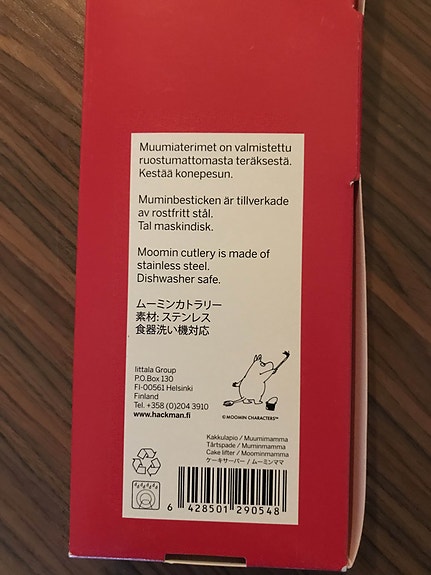 Muumiaterimet on valmistettu
ruostumattomasta teräksestä.
Kestää konepesun.
Muminbesticken är tillverkade
av rostfritt stål.
Tal maskindisk.
Moomin cutlery is made of
stainless steel.
Dishwasher safe.
ムーミンカトラリー
素材: ステンレス
食器洗い機対応
Iittala Group
P.O.Box 130
FI-00561 Helsinki
Finland
Tel. +358 (0)204 3910
www.hackman.fi
© MOOMIN CHARACTERS™
Kakkulapio / Muumimamma
Tårtspade / Muminmamma
Cake lifter / Moominmamma
ケーキサーバー / ムーミンママ
6 428501 290548